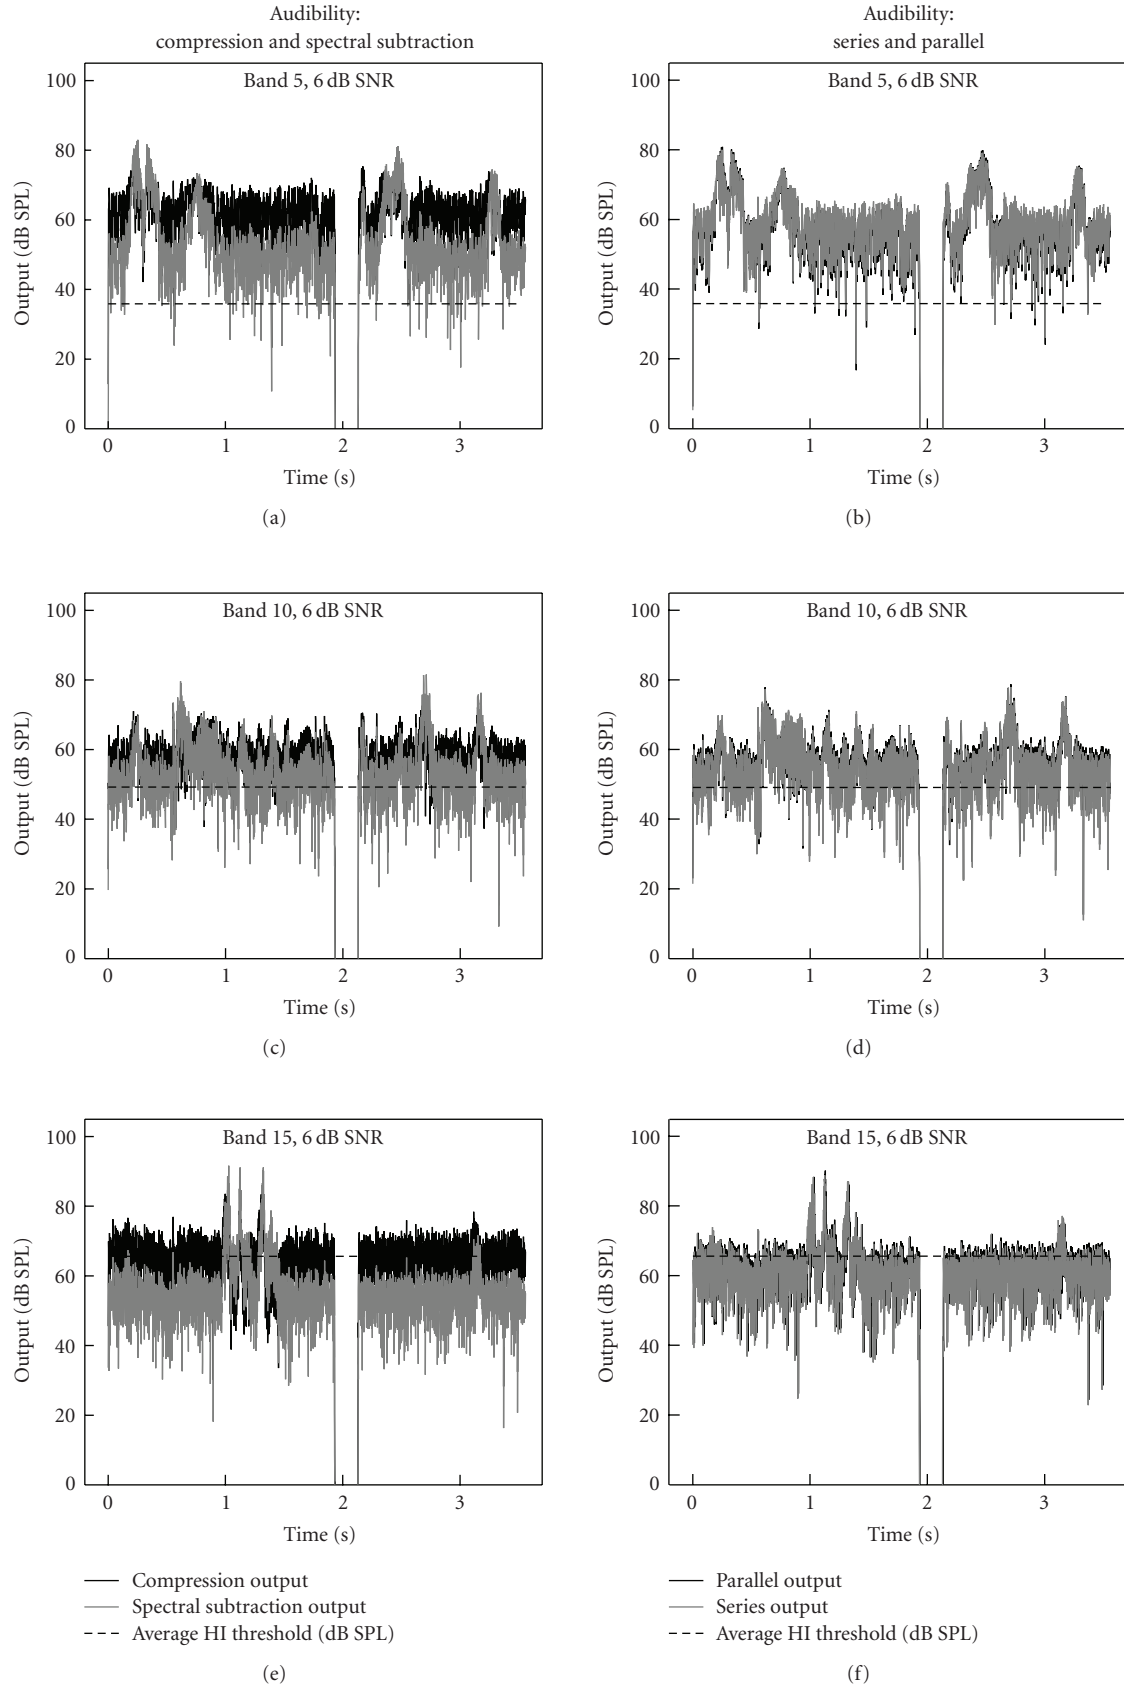 Audibility:
compression and spectral subtraction
Audibility:
series and parallel
Band 5, 6 dB SNR
100
80
60
40
20
0
Output (dB SPL)
0 1 2 3
Time (s)
(a)
Band 5, 6 dB SNR
100
80
60
40
20
0
Output (dB SPL)
0 1 2 3
Time (s)
(b)
Band 10, 6 dB SNR
100
80
60
40
20
0
Output (dB SPL)
0 1 2 3
Time (s)
(c)
Band 10, 6 dB SNR
100
80
60
40
20
0
Output (dB SPL)
0 1 2 3
Time (s)
(d)
Band 15, 6 dB SNR
100
80
60
40
20
0
Output (dB SPL)
0 1 2 3
Time (s)
Compression output
Spectral subtraction output
Average HI threshold (dB SPL)
(e)
Band 15, 6 dB SNR
100
80
60
40
20
0
Output (dB SPL)
0 1 2 3
Time (s)
Parallel output
Series output
Average HI threshold (dB SPL)
(f)